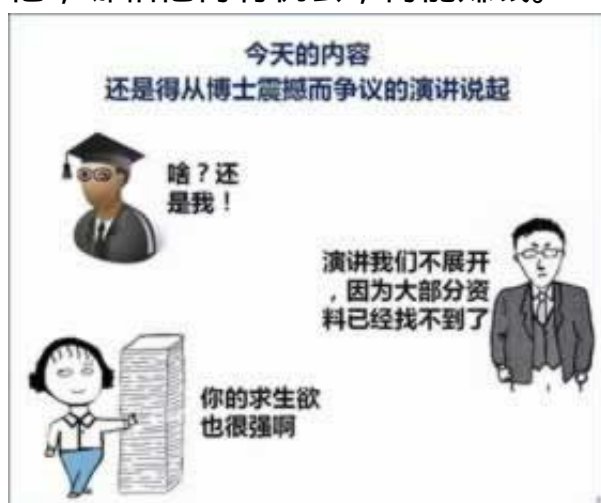 今天的内容
还是得从博士震撼而争议的演讲说起
啥？还
是我！
演讲我们不展开
，因为大部分资
料已经找不到了
你的求生欲
也很强啊